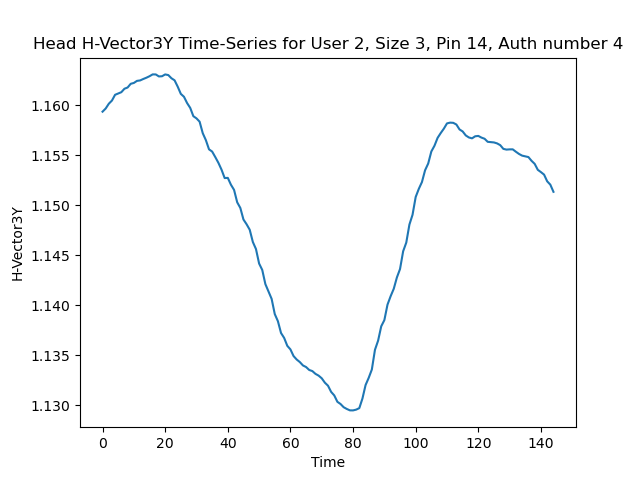 Head H-Vector3Y Time-Series for User 2, Size 3, Pin 14, Auth number 4
1.160
1.155
1.150
1.145
1.140
1.135
1.130
H-Vector3Y
0 20 40 60 80 100 120 140
Time